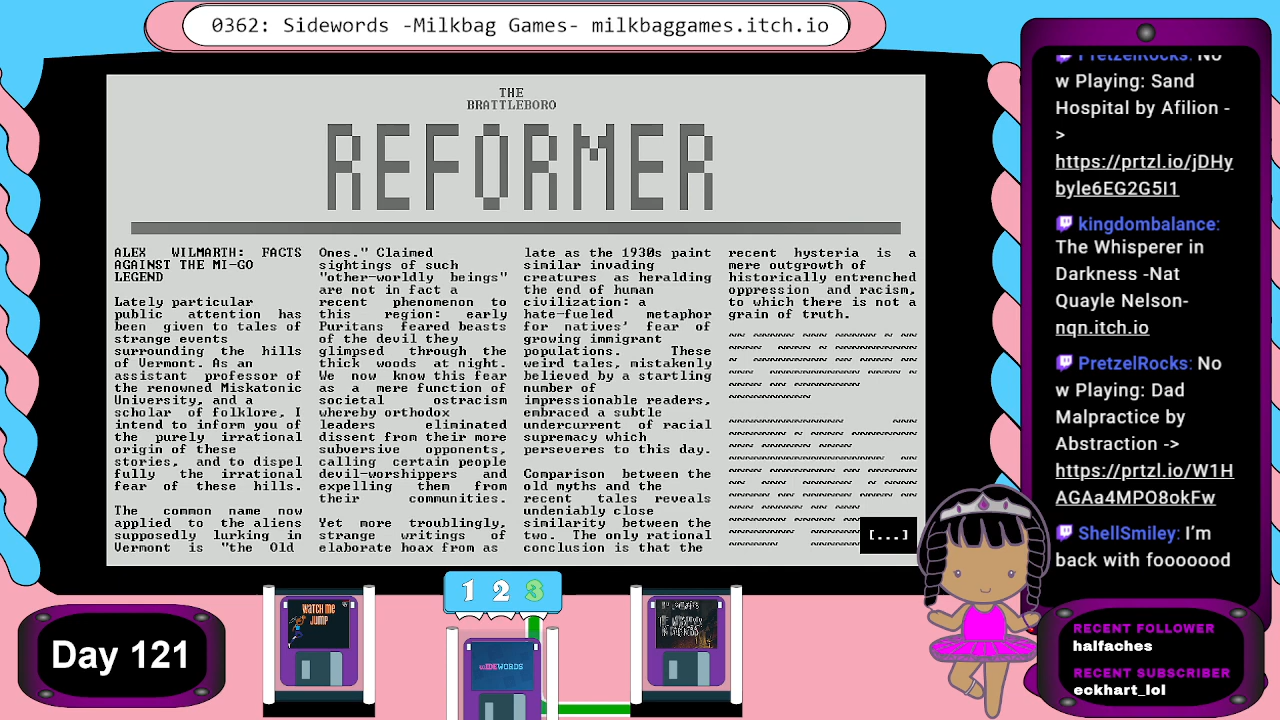 0362: Sidewords -Milkbag Games- milkbaggames.itch.io
THE
BRATTLEBORO
REFORMER
ALEX WILMARTH: FACTS
AGAINST THE MI-GO
LEGEND
Lately particular
public attention has
been given to tales of
strange events
surrounding the hills
of Vermont. As an
assistant professor of
the renowned Miskatonic
University, and a
scholar of folklore, I
intend to inform you of
the purely irrational
origin of these
stories, and to dispel
fully the irrational
fear of these hills.
The common name now
applied to the aliens
supposedly lurking in
Vermont is "the Old
Ones." Claimed
sightings of such
"other-worldly beings"
are not in fact a
recent phenomenon to
this region: early
Puritans feared beasts
of the devil they
glimpsed through the
thick woods at night.
We now know this fear
as a mere function of
societal ostracism
whereby orthodox
leaders eliminated
dissent from their more
subversive opponents,
calling certain people
devil-worshippers and
expelling them from
their communities.
Yet more troublingly,
strange writings of
elaborate hoax from as
late as the 1930s paint
similar invading
creatures as heralding
the end of human
civilization: a
hate-fueled metaphor
for natives' fear of
growing immigrant
populations. These
weird tales, mistakenly
believed by a startling
number of
impressionable readers,
embraced a subtle
undercurrent of racial
supremacy which
perseveres to this day.
Comparison between the
old myths and the
recent tales reveals
undeniably close
similarity between the
two. The only rational
conclusion is that the
recent hysteria is a
mere outgrowth of
historically entrenched
oppression and racism,
to which there is not a
grain of truth.
[...]
PretzelRocks: No
w Playing: Sand
Hospital by Afilion -
>
https://prtzl.io/jDHy
byle6EG2G5I1
kingdombalance:
The Whisperer in
Darkness -Nat
Quayle Nelson-
nqn.itch.io
PretzelRocks: No
w Playing: Dad
Malpractice by
Abstraction ->
https://prtzl.io/W1H
AGAa4MPO8okFw
ShellSmiley: I'm
back with fooooood
Day 121
WATCH ME
JUMP
1 2 3
SIDEWORDS
RECENT FOLLOWER
halfaches
RECENT SUBSCRIBER
eckhart_lol